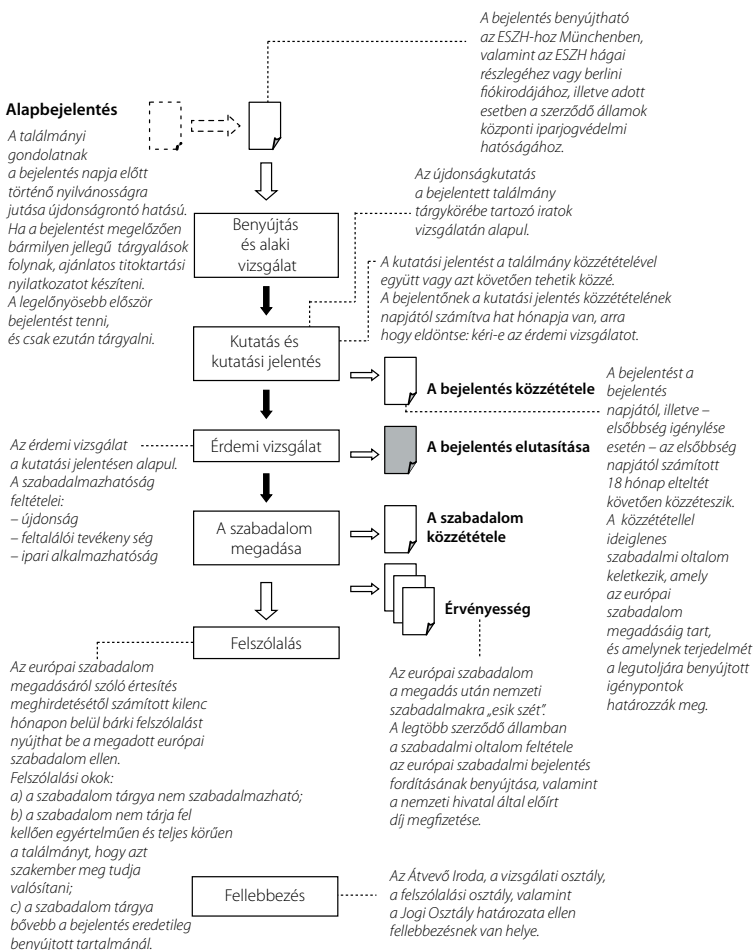 A bejelentés benyújtható
az ESZH-hoz Münchenben,
valamint az ESZH hágai
részlegéhez vagy berlini
fiókirodájához, illetve adott
esetben a szerződő államok
központi iparjogvédelmi
hatóságához.
Alapbejelentés
A találmányi
gondolatnak
a bejelentés napja előtt
történő nyilvánosságra
jutása újdonságrontó hatású.
Ha a bejelentést megelőzően
bármilyen jellegű tárgyalások
folynak, ajánlatos titoktartási
nyilatkozatot készíteni.
A legelőnyösebb először
bejelentést tenni,
és csak ezután tárgyalni.
Az újdonságkutatás
a bejelentett találmány
tárgykörébe tartozó iratok
vizsgálatán alapul.
Benyújtás
és alaki
vizsgálat
A kutatási jelentést a találmány közzétételével
együtt vagy azt követően tehetik közzé.
A bejelentőnek a kutatási jelentés közzétételének
napjától számítva hat hónapja van, arra
hogy eldöntse: kéri-e az érdemi vizsgálatot.
Kutatás és
kutatási jelentés
A bejelentés közzététele
A bejelentést a
bejelentés
napjától, illetve –
elsőbbség igénylése
esetén – az elsőbbség
napjától számított
18 hónap elteltét
követően közzéteszik.
A közzététellel
ideiglenes
szabadalmi oltalom
keletkezik, amely
az európai
szabadalom
megadásáig tart,
és amelynek terjedelmét
a legutoljára benyújtott
igénypontok
határozzák meg.
Érdemi vizsgálat
A bejelentés elutasítása
Az érdemi vizsgálat
a kutatási jelentésen alapul.
A szabadalmazhatóság
feltételei:
– újdonság
– feltalálói tevékeny ség
– ipari alkalmazhatóság
A szabadalom
megadása
A szabadalom
közzététele
Érvényesség
Felszólalás
Az európai szabadalom
megadásáról szóló értesítés
meghirdetésétől számított kilenc
hónapon belül bárki felszólalást
nyújthat be a megadott európai
szabadalom ellen.
Felszólalási okok:
a) a szabadalom tárgya nem szabadalmazható;
b) a szabadalom nem tárja fel
kellően egyértelműen és teljes körűen
a találmányt, hogy azt
szakember meg tudja
valósítani;
c) a szabadalom tárgya
bővebb a bejelentés eredetileg
benyújtott tartalmánál.
Az európai szabadalom
a megadás után nemzeti
szabadalmakra „esik szét”.
A legtöbb szerződő államban
a szabadalmi oltalom feltétele
az európai szabadalmi bejelentés
fordításának benyújtása, valamint
a nemzeti hivatal által előírt
díj megfizetése.
Fellebbezés
Az Átvevő Iroda, a vizsgálati osztály,
a felszólalási osztály, valamint
a Jogi Osztály határozata ellen
fellebbezésnek van helye.